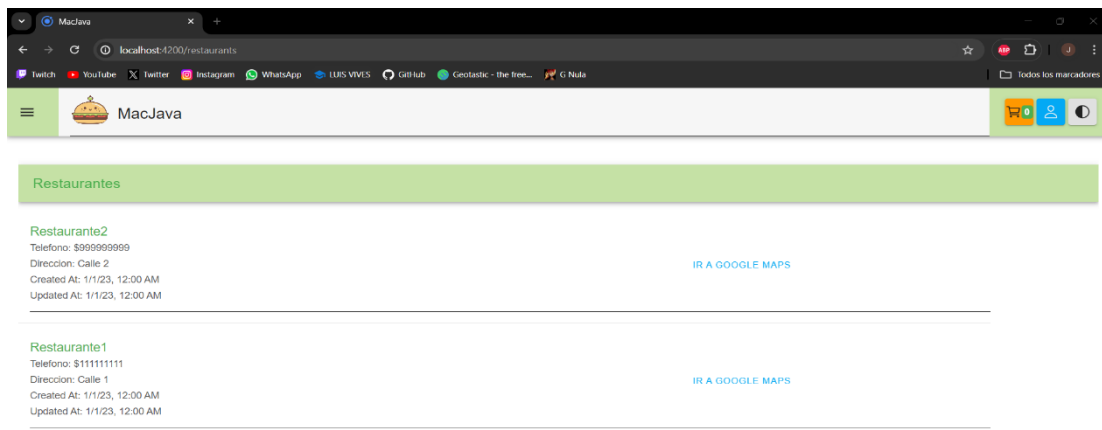 MacJava
localhost:4200/restaurants
ABP
J
Twitch YouTube Twitter Instagram WhatsApp LUIS VIVES GitHub Geotastic - the free... G Nula Todos los marcadores
MacJava
0
Restaurantes
Restaurante2
Telefono: $999999999
Direccion: Calle 2
Created At: 1/1/23, 12:00 AM
Updated At: 1/1/23, 12:00 AM
IR A GOOGLE MAPS
Restaurante1
Telefono: $111111111
Direccion: Calle 1
Created At: 1/1/23, 12:00 AM
Updated At: 1/1/23, 12:00 AM
IR A GOOGLE MAPS